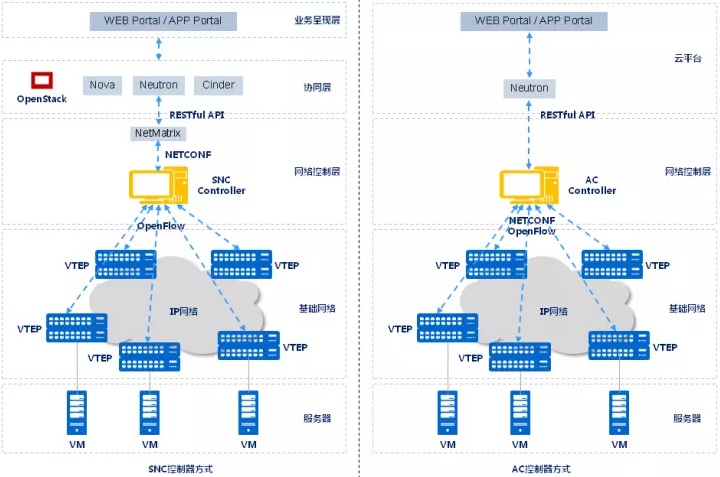 WEB Portal / APP Portal
业务呈现层
OpenStack
Nova
Neutron
Cinder
协同层
RESTful API
NetMatrix
NETCONF
SNC
Controller
网络控制层
OpenFlow
VTEP
VTEP
IP网络
基础网络
VTEP
VTEP
VTEP
服务器
VM
VM
VM
SNC控制器方式
WEB Portal / APP Portal
云平台
Neutron
RESTful API
AC
Controller
网络控制层
NETCONF
OpenFlow
VTEP
VTEP
IP网络
基础网络
VTEP
VTEP
VTEP
服务器
VM
VM
VM
AC控制器方式